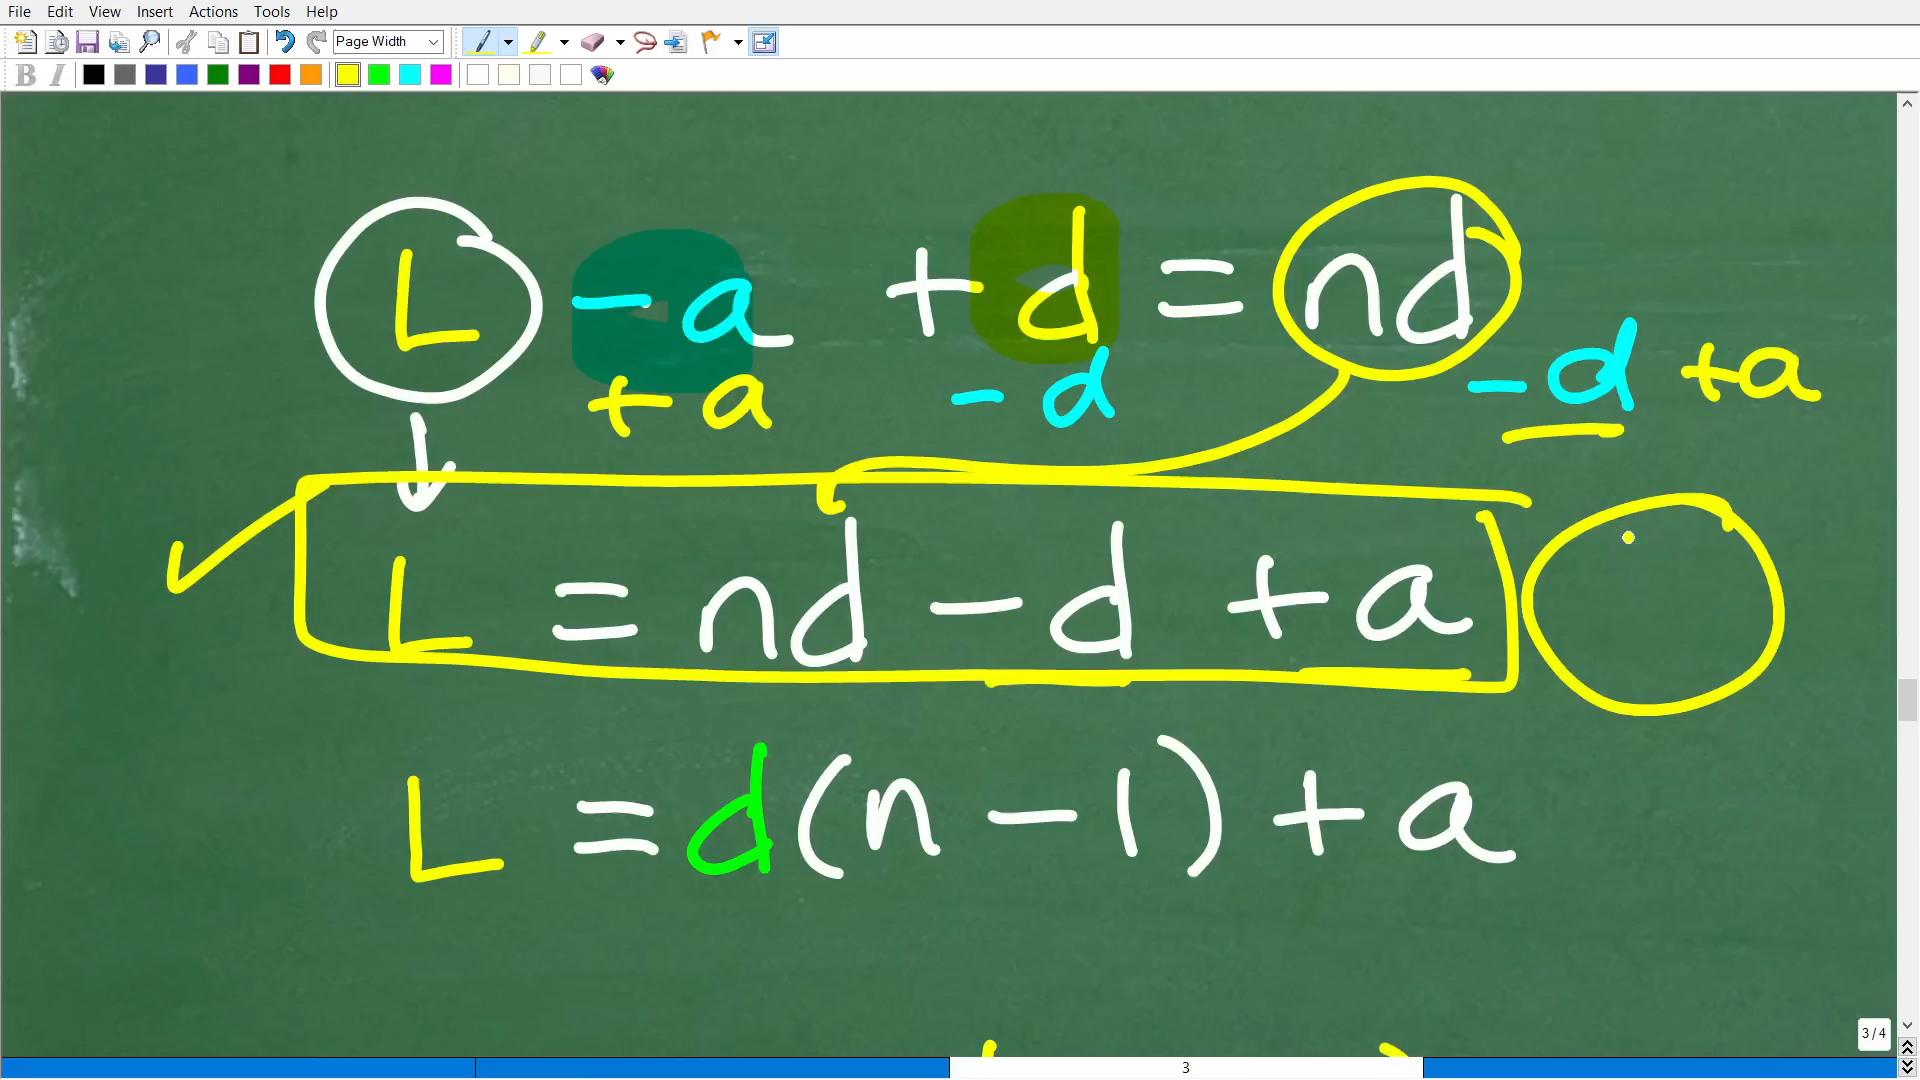 File Edit View Insert Actions Tools Help
Page Width
B I
L - a + d = nd
+ a - d - d + a
L = nd - d + a
L = d(n - 1) + a
3 / 4
3